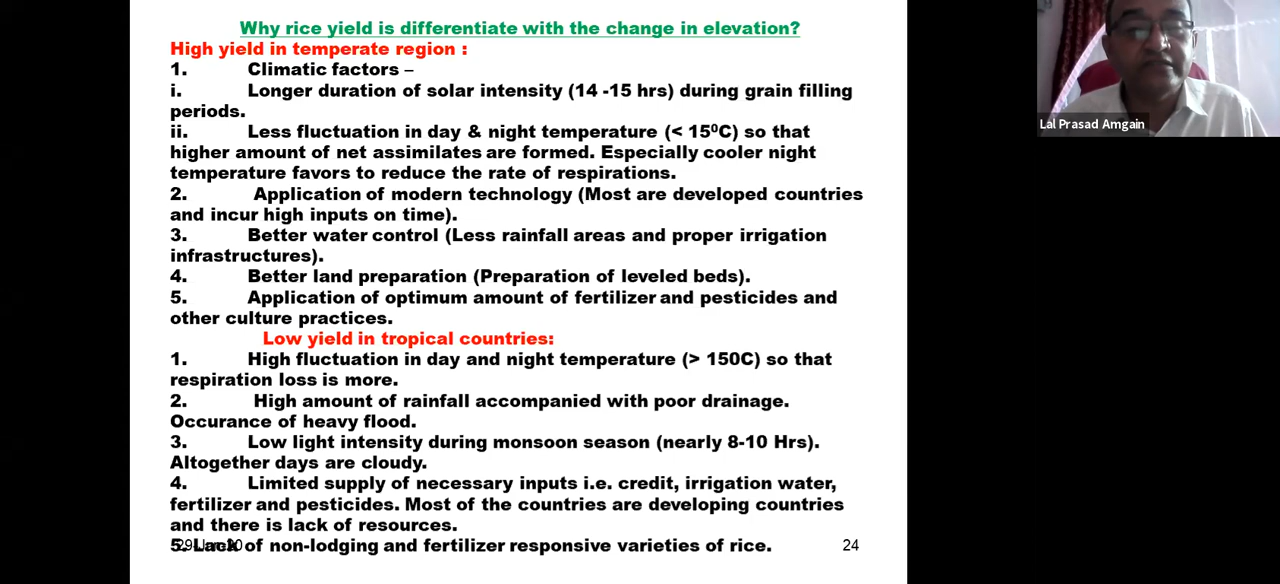 Why rice yield is differentiate with the change in elevation?
High yield in temperate region :
1. Climatic factors –
i. Longer duration of solar intensity (14 -15 hrs) during grain filling
periods.
ii. Less fluctuation in day & night temperature (< 15⁰C) so that
higher amount of net assimilates are formed. Especially cooler night
temperature favors to reduce the rate of respirations.
2. Application of modern technology (Most are developed countries
and incur high inputs on time).
3. Better water control (Less rainfall areas and proper irrigation
infrastructures).
4. Better land preparation (Preparation of leveled beds).
5. Application of optimum amount of fertilizer and pesticides and
other culture practices.
Low yield in tropical countries:
1. High fluctuation in day and night temperature (> 150C) so that
respiration loss is more.
2. High amount of rainfall accompanied with poor drainage.
Occurance of heavy flood.
3. Low light intensity during monsoon season (nearly 8-10 Hrs).
Altogether days are cloudy.
4. Limited supply of necessary inputs i.e. credit, irrigation water,
fertilizer and pesticides. Most of the countries are developing countries
and there is lack of resources.
5. Lack of non-lodging and fertilizer responsive varieties of rice.
24
Lal Prasad Amgain